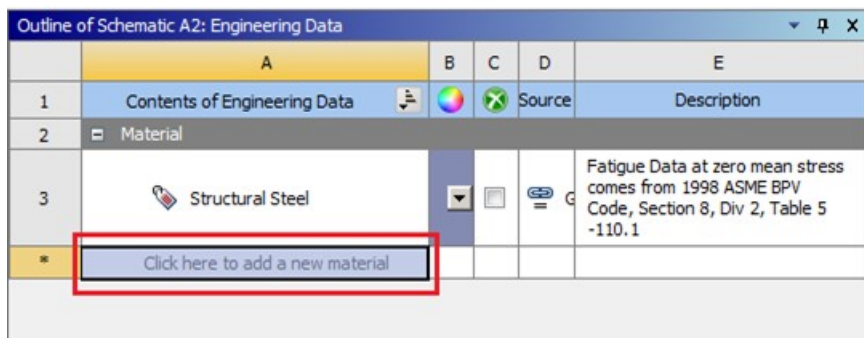 Outline of Schematic A2: Engineering Data
A B C D E
1 Contents of Engineering Data Source Description
2 Material
3 Structural Steel G Fatigue Data at zero mean stress
comes from 1998 ASME BPV
Code, Section 8, Div 2, Table 5
-110.1
* Click here to add a new material